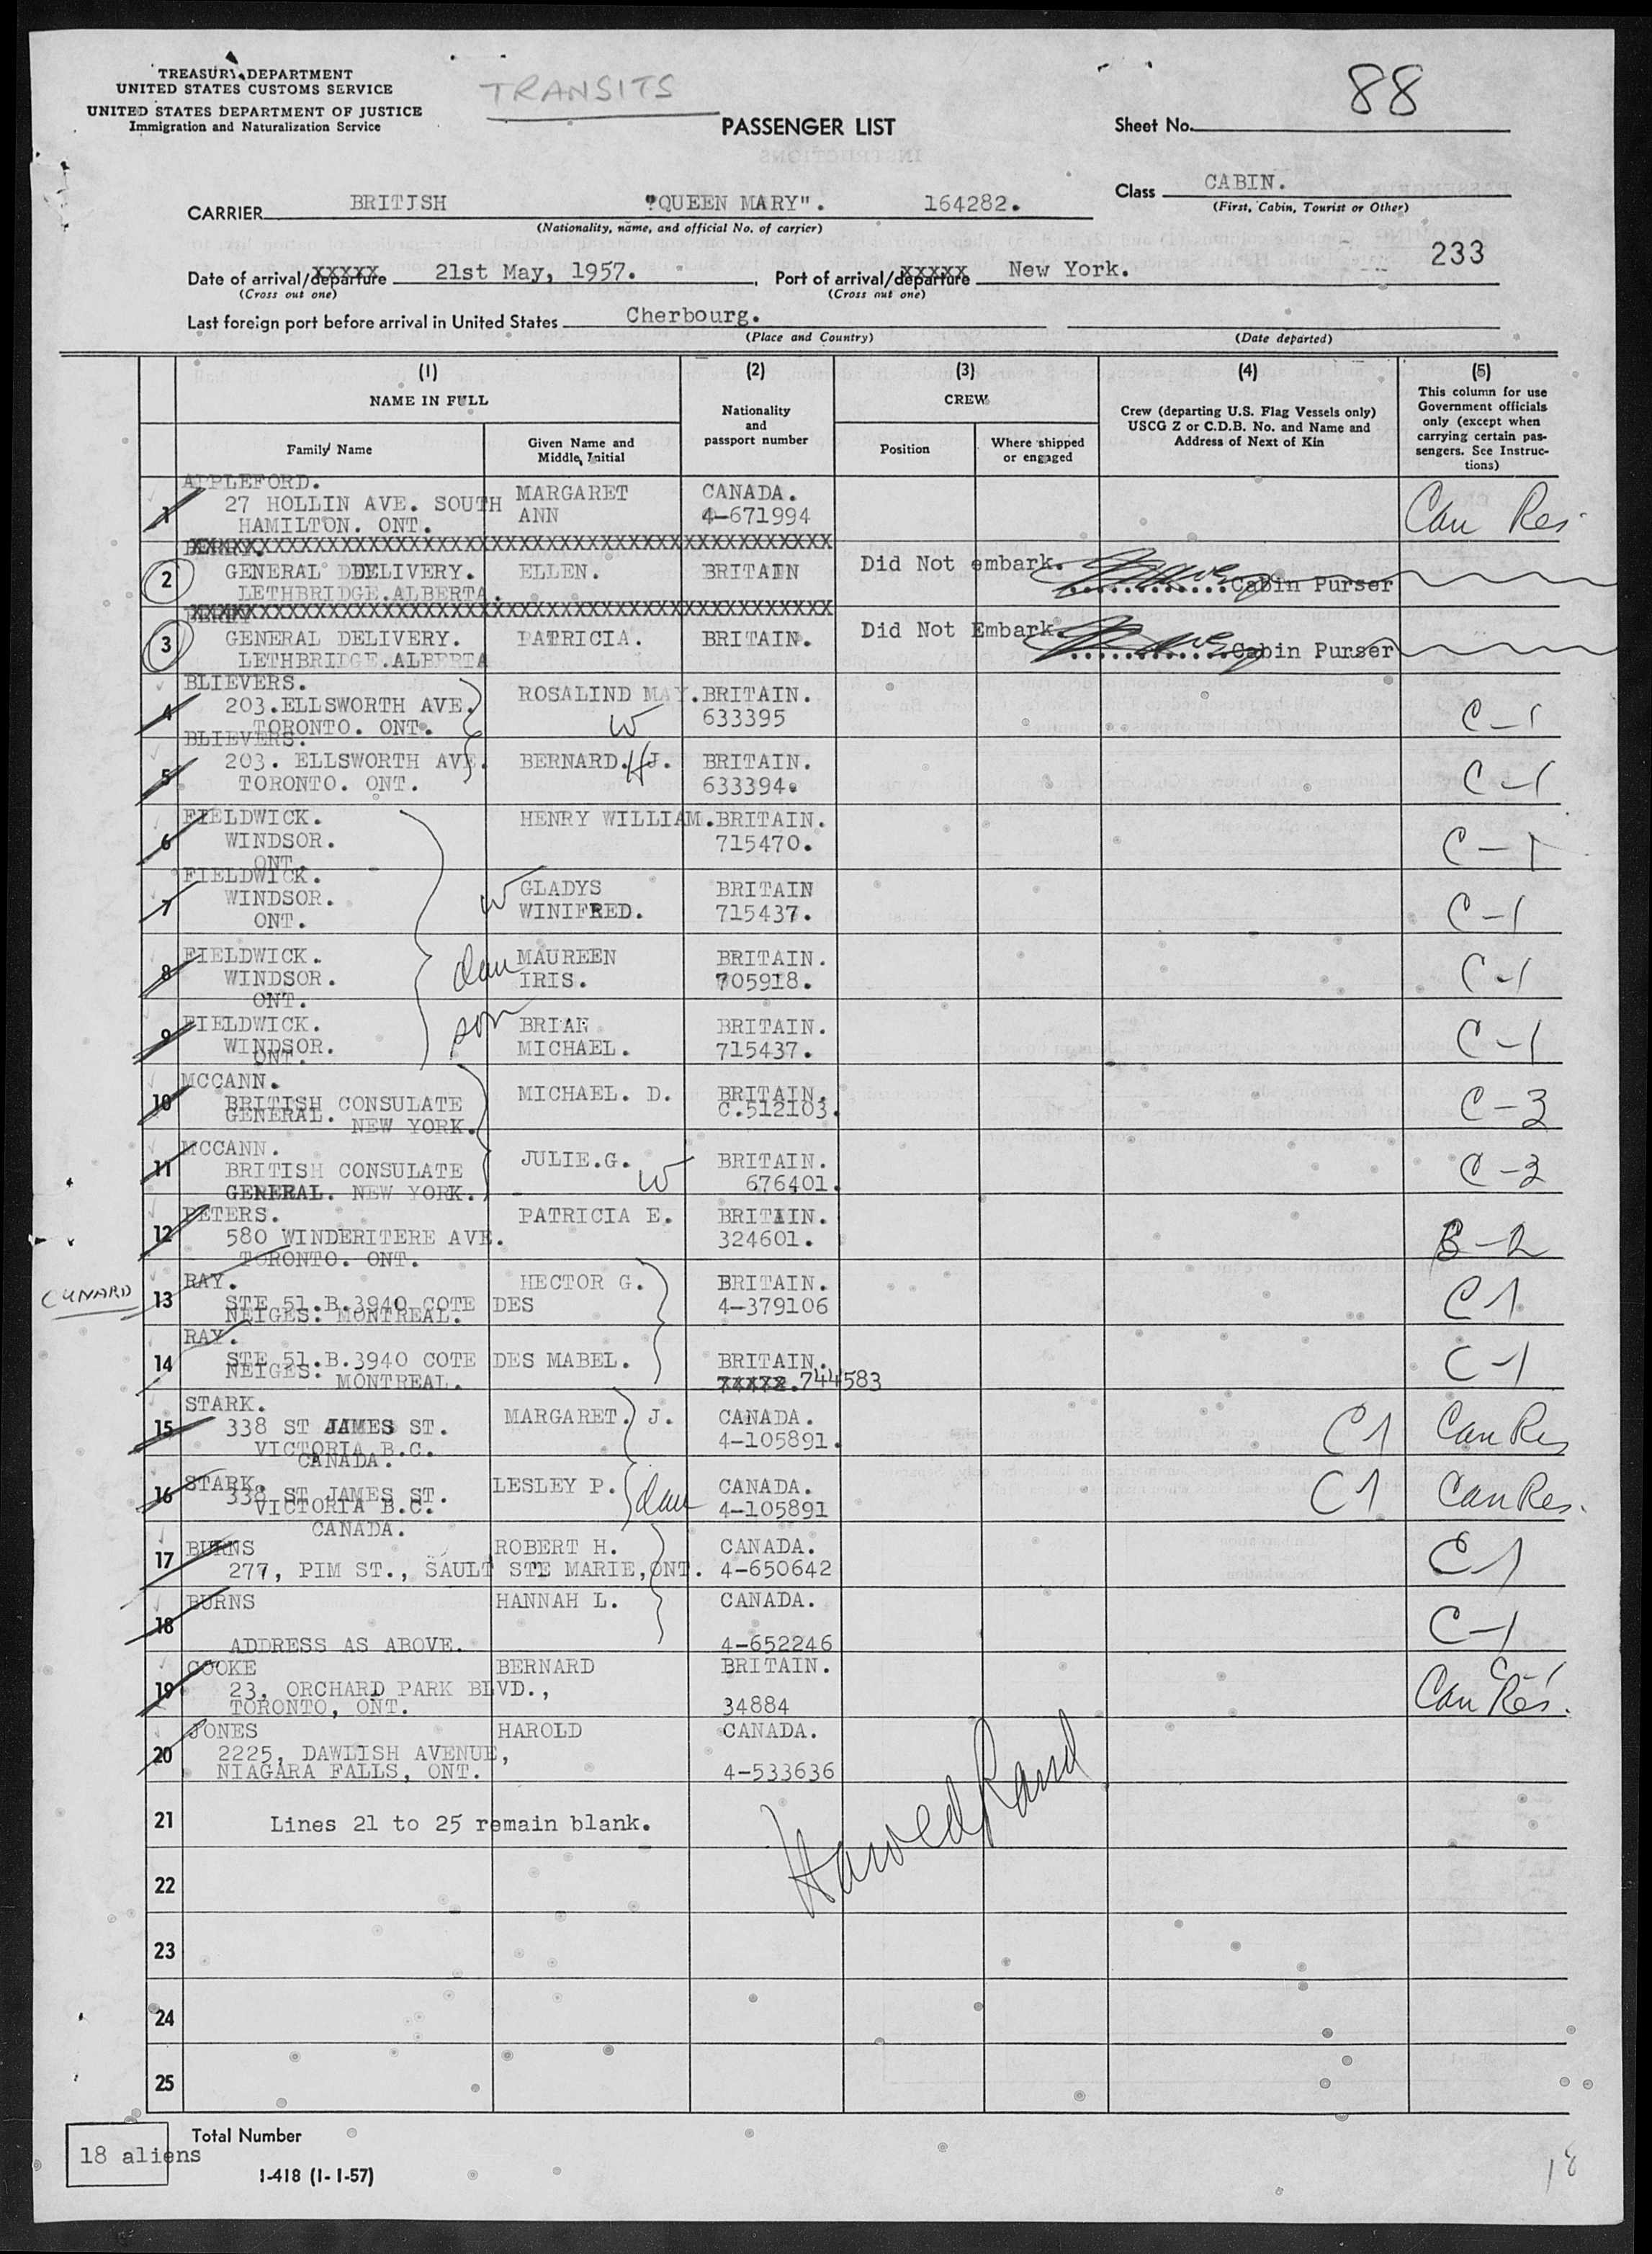 TREASURY DEPARTMENT
UNITED STATES CUSTOMS SERVICE
UNITED STATES DEPARTMENT OF JUSTICE
Immigration and Naturalization Service
TRANSITS
PASSENGER LIST
Sheet No. 88
Class CABIN.
(First, Cabin, Tourist or Other)
CARRIER BRITISH "QUEEN MARY". 164282.
(Nationality, name, and official No. of carrier)
233
Date of arrival/departure XXXXX 21st May, 1957. Port of arrival/departure XXXXX New York.
(Cross out one) (Cross out one)
Last foreign port before arrival in United States Cherbourg.
(Place and Country) (Date departed)
(1) (2) (3) (4) (5)
NAME IN FULL
Family Name
Given Name and Middle Initial
Nationality and passport number
CREW
Position
Where shipped or engaged
Crew (departing U.S. Flag Vessels only) USCG Z or C.D.B. No. and Name and Address of Next of Kin
This column for use Government officials only (except when carrying certain passengers. See Instructions)
1 APPLEFORD. MARGARET CANADA.
27 HOLLIN AVE. SOUTH ANN 4-671994 Can Res.
HAMILTON. ONT.
XXXXXXXXXXXXXXXXXXXXXXXXXXXXXXXXXXXXXXXXXXXXXX
2 GENERAL DELIVERY. ELLEN. BRITAIN Did Not embark.
LETHBRIDGE.ALBERTA. ............Cabin Purser
XXXXXXXXXXXXXXXXXXXXXXXXXXXXXXXXXXXXXXXXXXXXXX
3 GENERAL DELIVERY. PATRICIA. BRITAIN. Did Not Embark.
LETHBRIDGE.ALBERTA ............Cabin Purser
4 BLIEVERS. ROSALIND MAY. BRITAIN.
203.ELLSWORTH AVE. W 633395 C-1
TORONTO. ONT.
5 BLIEVERS.
203. ELLSWORTH AVE. BERNARD. J. H BRITAIN.
TORONTO. ONT. 633394. C-1
6 FIELDWICK. HENRY WILLIAM. BRITAIN.
WINDSOR. 715470. C-1
ONT.
7 FIELDWICK. W GLADYS BRITAIN
WINDSOR. WINIFRED. 715437. C-1
ONT.
8 FIELDWICK. dau MAUREEN BRITAIN.
WINDSOR. IRIS. 705918. C-1
ONT.
9 FIELDWICK. son BRIAN BRITAIN.
WINDSOR. MICHAEL. 715437. C-1
ONT.
10 MCCANN. MICHAEL. D. BRITAIN.
BRITISH CONSULATE C.512103. C-3
GENERAL. NEW YORK.
11 MCCANN. JULIE.G. W BRITAIN.
BRITISH CONSULATE 676401. C-3
GENERAL. NEW YORK.
12 PETERS. PATRICIA E. BRITAIN.
580 WINDERITERE AVE. 324601. B-2
TORONTO. ONT.
CUNARD
13 RAY. HECTOR G. BRITAIN.
STE 51.B.3940 COTE DES 4-379106 C1
NEIGES. MONTREAL.
14 RAY.
STE 51.B.3940 COTE DES MABEL. BRITAIN.
NEIGES. MONTREAL. 744583 C-1
15 STARK. MARGARET. J. CANADA.
338 ST JAMES ST. 4-105891. C1 Can Res
VICTORIA B.C.
CANADA.
16 STARK. LESLEY P. dau CANADA.
338 ST JAMES ST. 4-105891 C1 Can Res.
VICTORIA B.C.
CANADA.
17 BURNS ROBERT H. CANADA.
277, PIM ST., SAULT STE MARIE,ONT. 4-650642 C1
18 BURNS HANNAH L. CANADA.
ADDRESS AS ABOVE. 4-652246 C-1
19 COOKE BERNARD BRITAIN. C-1
23, ORCHARD PARK BLVD., Can Res.
TORONTO, ONT. 34884
20 JONES HAROLD CANADA.
2225, DAWLISH AVENUE,
NIAGARA FALLS, ONT. 4-533636
21 Lines 21 to 25 remain blank.
Harold Rand
22
23
24
25
18 aliens
Total Number
I-418 (1-1-57)
18